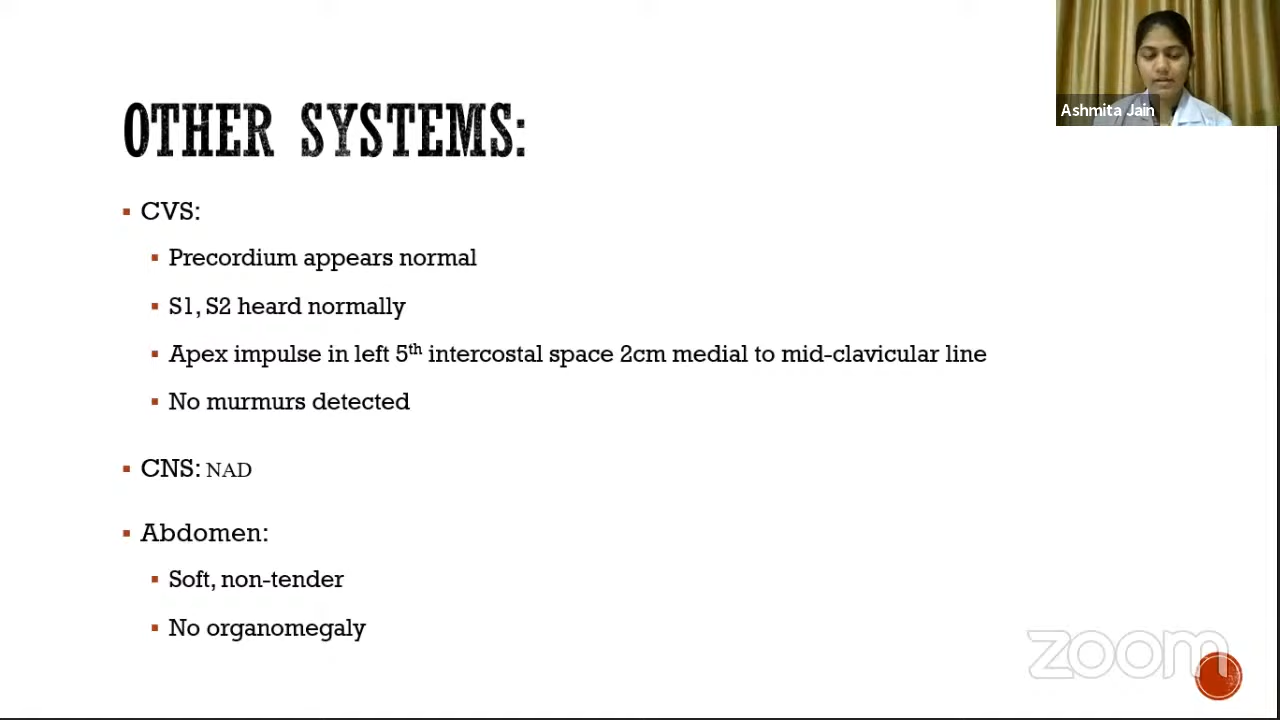 Ashmita Jain
OTHER SYSTEMS:
CVS:
Precordium appears normal
S1, S2 heard normally
Apex impulse in left 5th intercostal space 2cm medial to mid-clavicular line
No murmurs detected
CNS: NAD
Abdomen:
Soft, non-tender
No organomegaly
zoom